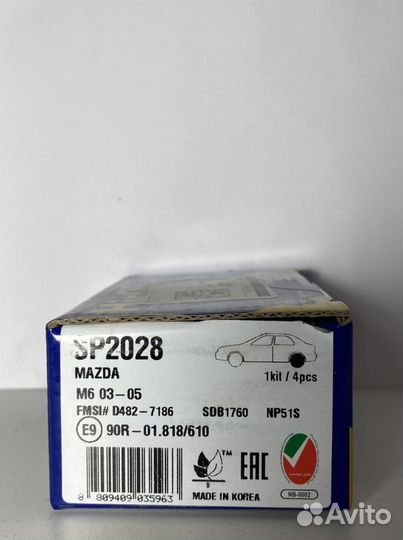 SP2028
MAZDA
1kit / 4pcs
M6 03-05
FMSI# D482-7186 SDB1760 NP51S
E9 90R-01.818/610
TM
EAC
B
8 809409 035963
MADE IN KOREA
NB-0002
Avito